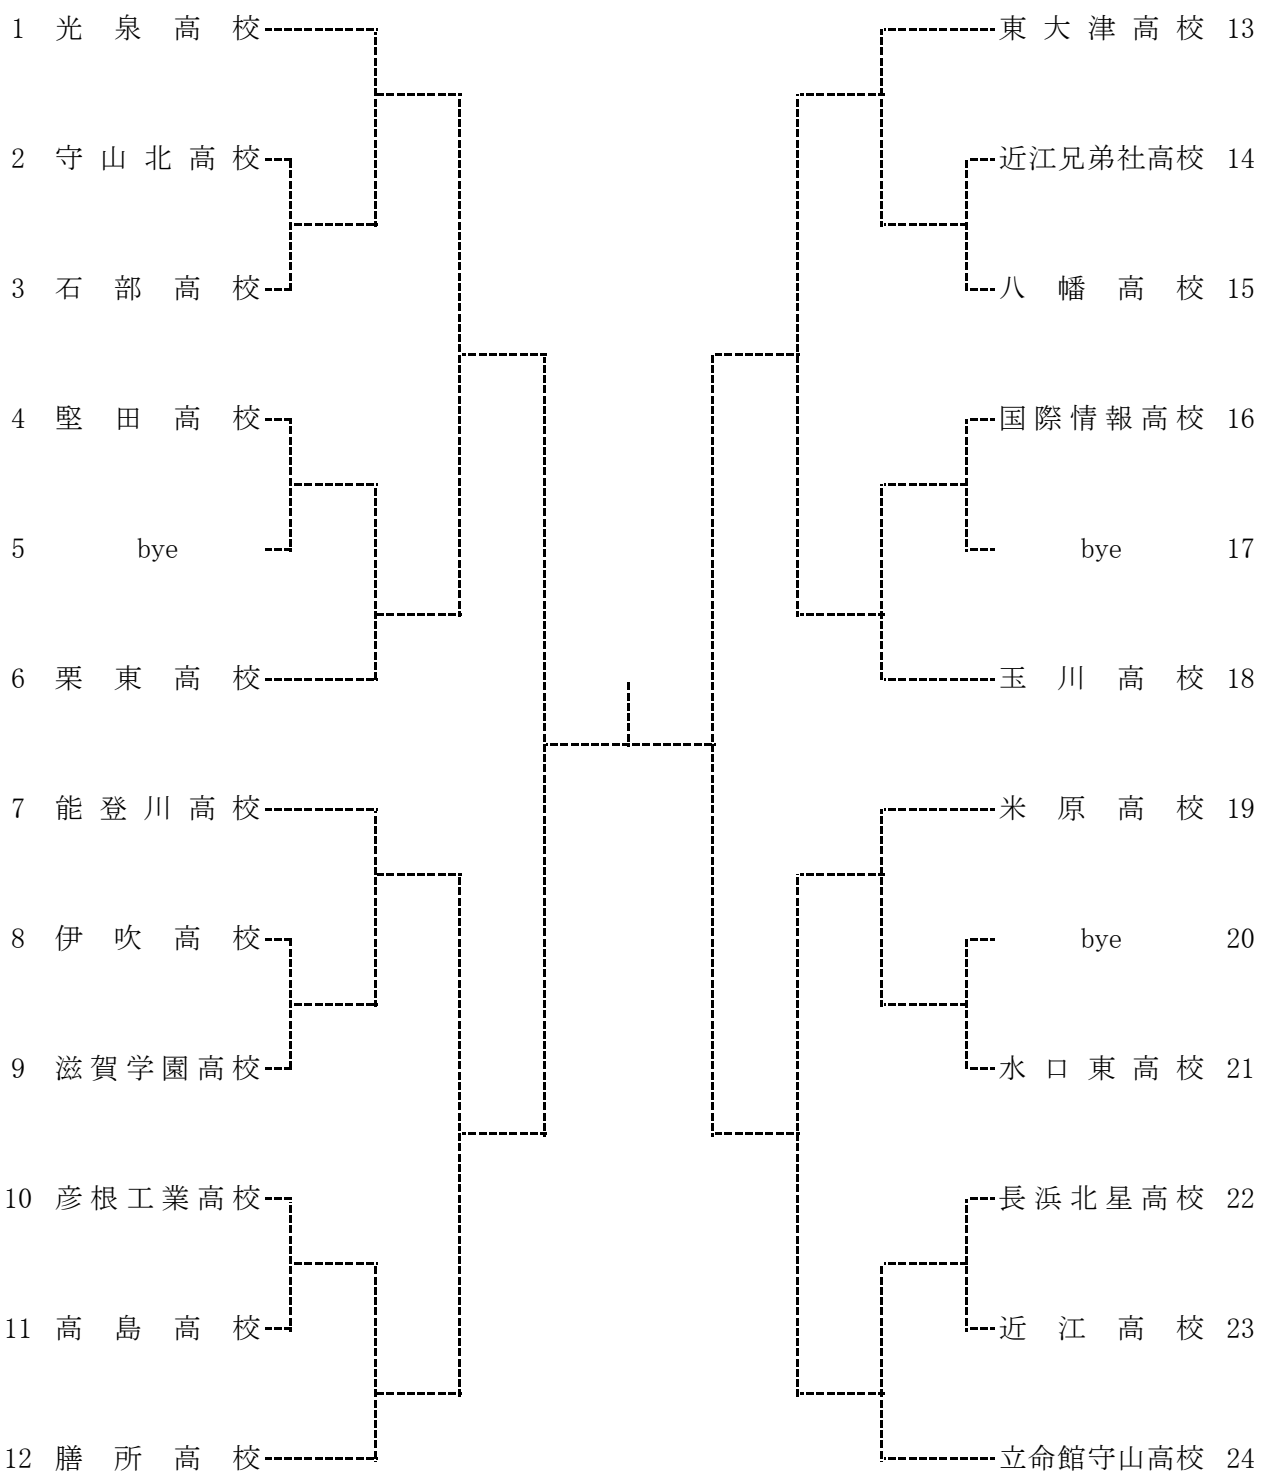 1 光泉高校
2 守山北高校
3 石部高校
4 堅田高校
5 bye
6 栗東高校
7 能登川高校
8 伊吹高校
9 滋賀学園高校
10 彦根工業高校
11 高島高校
12 膳所高校
東大津高校 13
近江兄弟社高校 14
八幡高校 15
国際情報高校 16
bye 17
玉川高校 18
米原高校 19
bye 20
水口東高校 21
長浜北星高校 22
近江高校 23
立命館守山高校 24